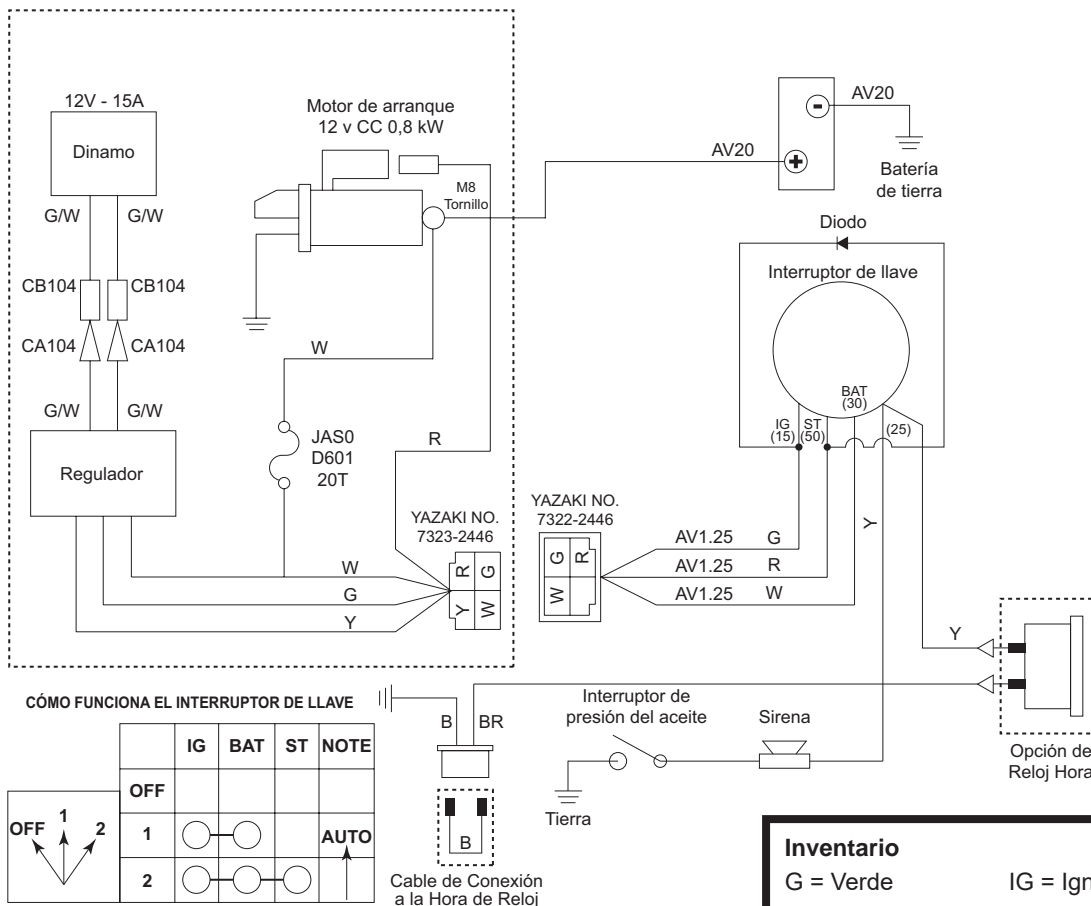 12V - 15A
Dinamo
G/W
G/W
CB104
CB104
CA104
CA104
G/W
G/W
Regulador
Motor de arranque
12 v CC 0,8 kW
M8
Tornillo
W
JAS0
D601
20T
R
YAZAKI NO.
7323-2446
R
G
Y
W
W
G
Y
AV20
-
AV20
+
Batería
de tierra
Diodo
Interruptor de llave
BAT
(30)
IG
(15)
ST
(50)
(25)
YAZAKI NO.
7322-2446
G
R
W
AV1.25 G
AV1.25 R
AV1.25 W
Y
Y
Opción de
Reloj Hora
CÓMO FUNCIONA EL INTERRUPTOR DE LLAVE
IG BAT ST NOTE
OFF
1
2
AUTO
OFF 1 2
B
BR
B
Cable de Conexión
a la Hora de Reloj
Interruptor de
presión del aceite
Sirena
Tierra
Inventario
G = Verde IG = Ign